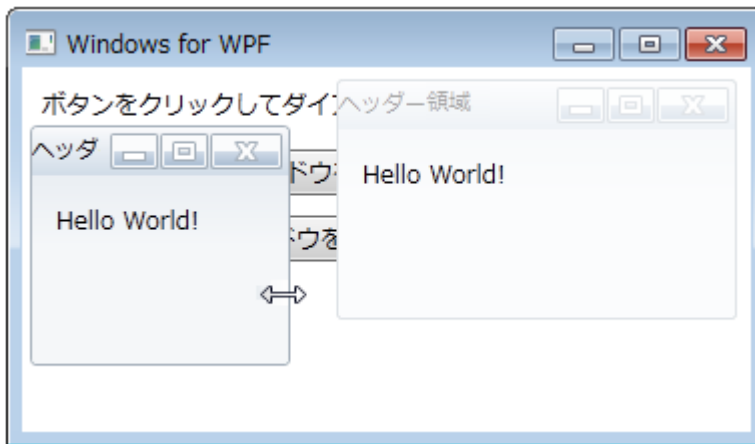 Windows for WPF
ボタンをクリックしてダイア
ヘッダー領域
ヘッダ
ドウ
Hello World!
Hello World!
ドウを